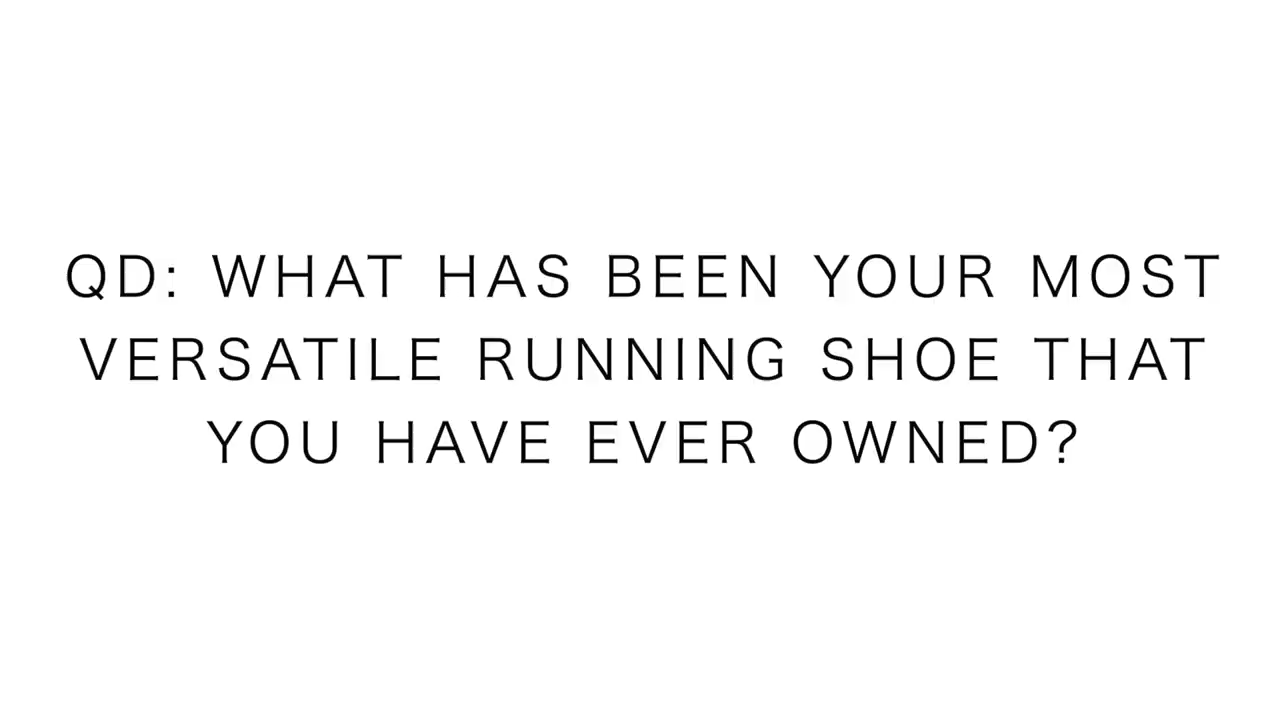 QD: WHAT HAS BEEN YOUR MOST
VERSATILE RUNNING SHOE THAT
YOU HAVE EVER OWNED?